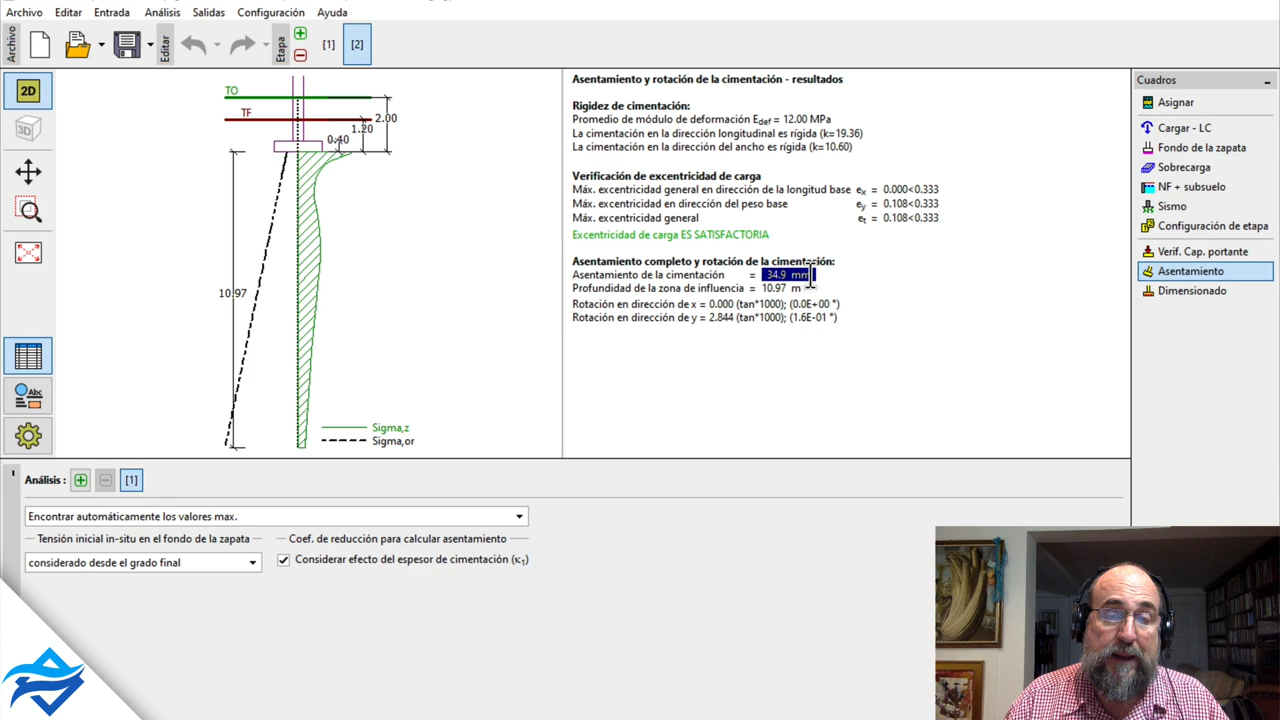 Archivo Editar Entrada Análisis Salidas Configuración Ayuda
Archivo
Editar
Etapa
[1]
[2]
2D
3D
Abc
TO
TF
2.00
1.20
0.40
10.97
Sigma,z
Sigma,or
Asentamiento y rotación de la cimentación - resultados
Rigidez de cimentación:
Promedio de módulo de deformación Edef = 12.00 MPa
La cimentación en la dirección longitudinal es rígida (k=19.36)
La cimentación en la dirección del ancho es rígida (k=10.60)
Verificación de excentricidad de carga
Máx. excentricidad general en dirección de la longitud base ex = 0.000<0.333
Máx. excentricidad en dirección del peso base ey = 0.108<0.333
Máx. excentricidad general et = 0.108<0.333
Excentricidad de carga ES SATISFACTORIA
Asentamiento completo y rotación de la cimentación:
Asentamiento de la cimentación = 34.9 mm
Profundidad de la zona de influencia = 10.97 m
Rotación en dirección de x = 0.000 (tan*1000); (0.0E+00 °)
Rotación en dirección de y = 2.844 (tan*1000); (1.6E-01 °)
Cuadros
Asignar
Cargar - LC
Fondo de la zapata
Sobrecarga
NF + subsuelo
Sismo
Configuración de etapa
Verif. Cap. portante
Asentamiento
Dimensionado
Análisis :
[1]
Encontrar automáticamente los valores max.
Tensión inicial in-situ en el fondo de la zapata
Coef. de reducción para calcular asentamiento
considerado desde el grado final
Considerar efecto del espesor de cimentación (κ1)